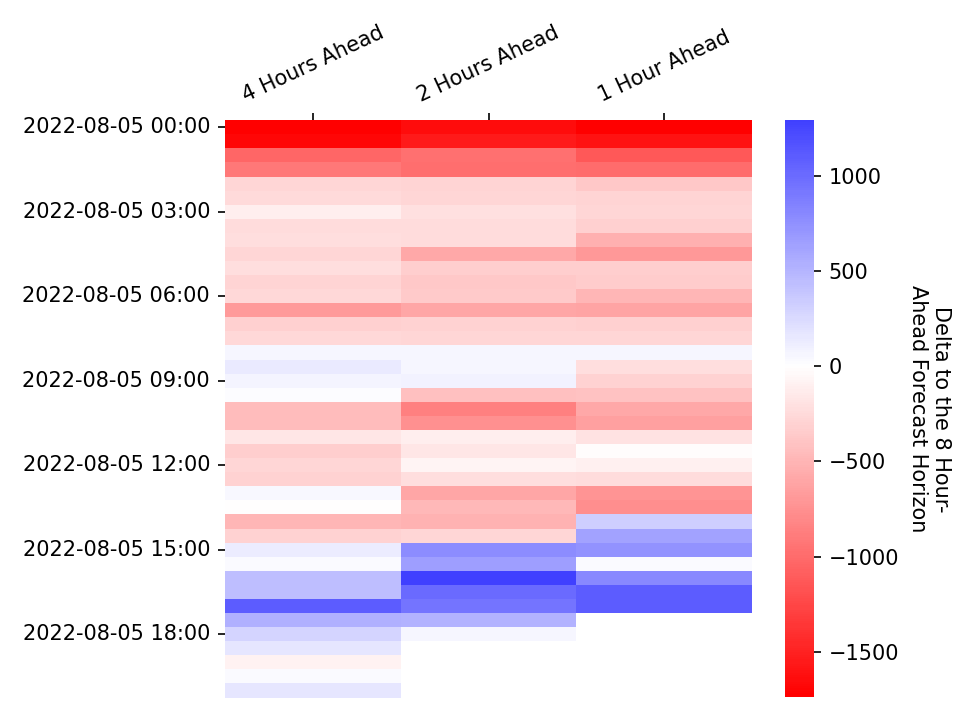 4 Hours Ahead
2 Hours Ahead
1 Hour Ahead
2022-08-05 00:00
2022-08-05 03:00
2022-08-05 06:00
2022-08-05 09:00
2022-08-05 12:00
2022-08-05 15:00
2022-08-05 18:00
1000
500
0
−500
−1000
−1500
Delta to the 8 Hour-
Ahead Forecast Horizon